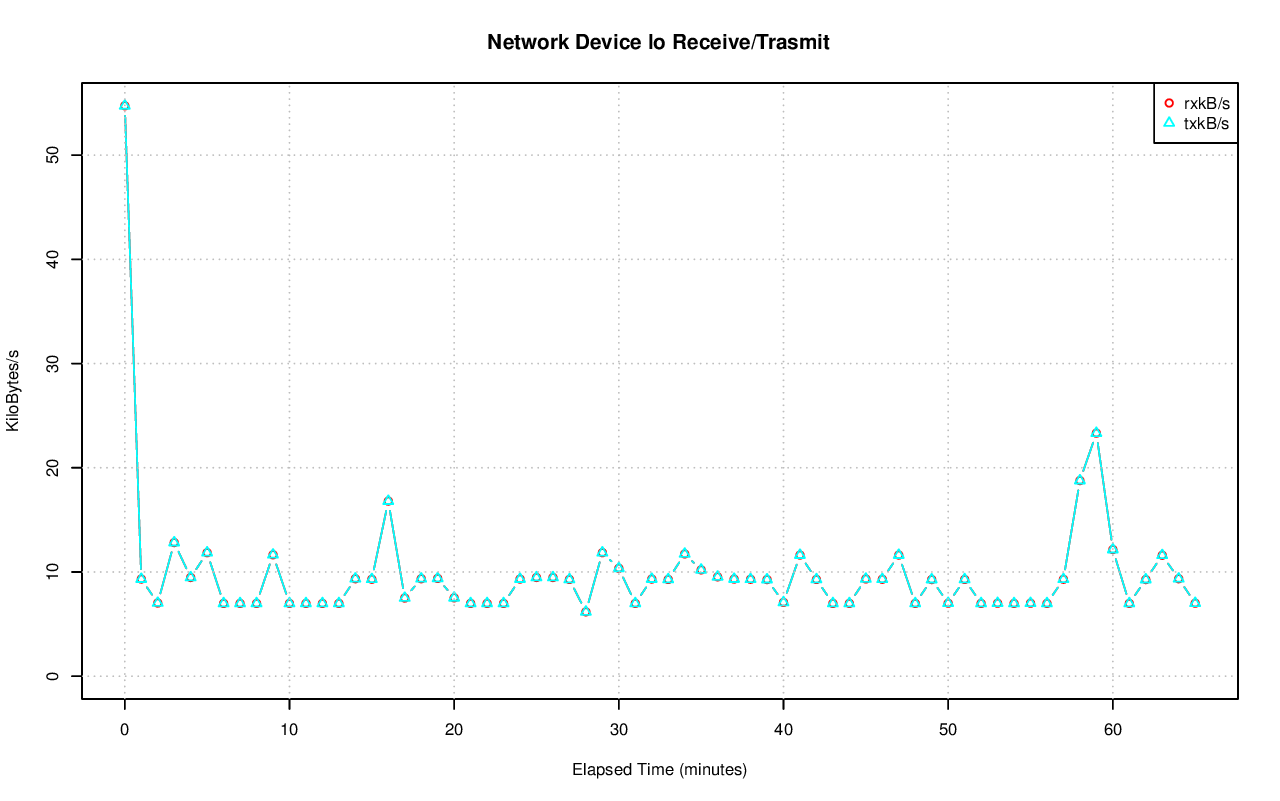 Network Device lo Receive/Trasmit
rxkB/s
txkB/s
KiloBytes/s
50
40
30
20
10
0
0 10 20 30 40 50 60
Elapsed Time (minutes)